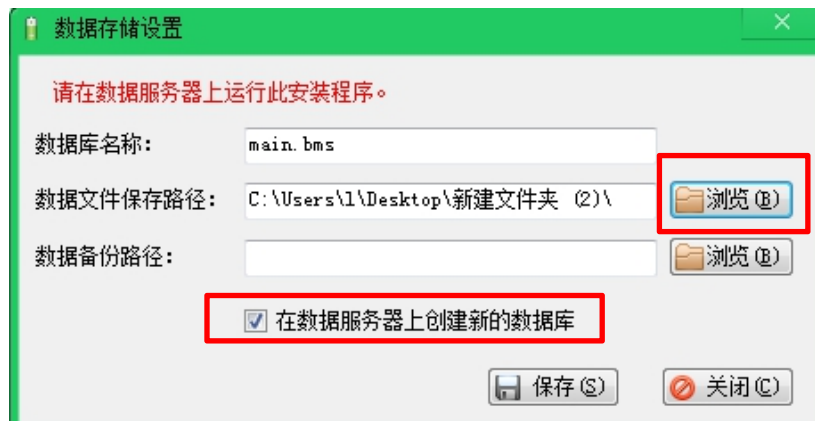 数据存储设置
请在数据服务器上运行此安装程序。
数据库名称: main.bms
数据文件保存路径: C:\Users\l\Desktop\新建文件夹 (2)\ 浏览(B)
数据备份路径: 浏览(B)
在数据服务器上创建新的数据库
保存(S) 关闭(C)